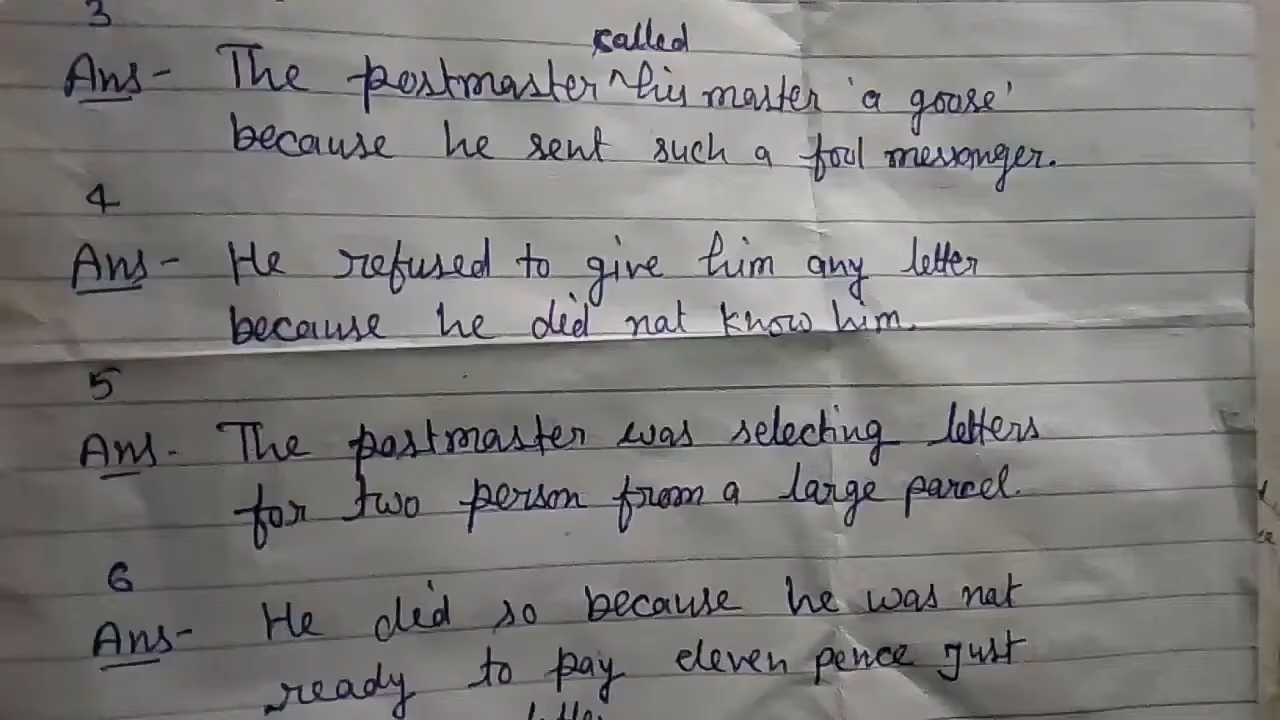 3
called
Ans- The postmaster ^ his master 'a goose'
because he sent such a foul messanger.
4
Ans- He refused to give him any letter
because he did not know him.
5
Ans- The postmaster was selecting letters
for two person from a large parcel.
6
Ans- He did so because he was not
ready to pay eleven pence just